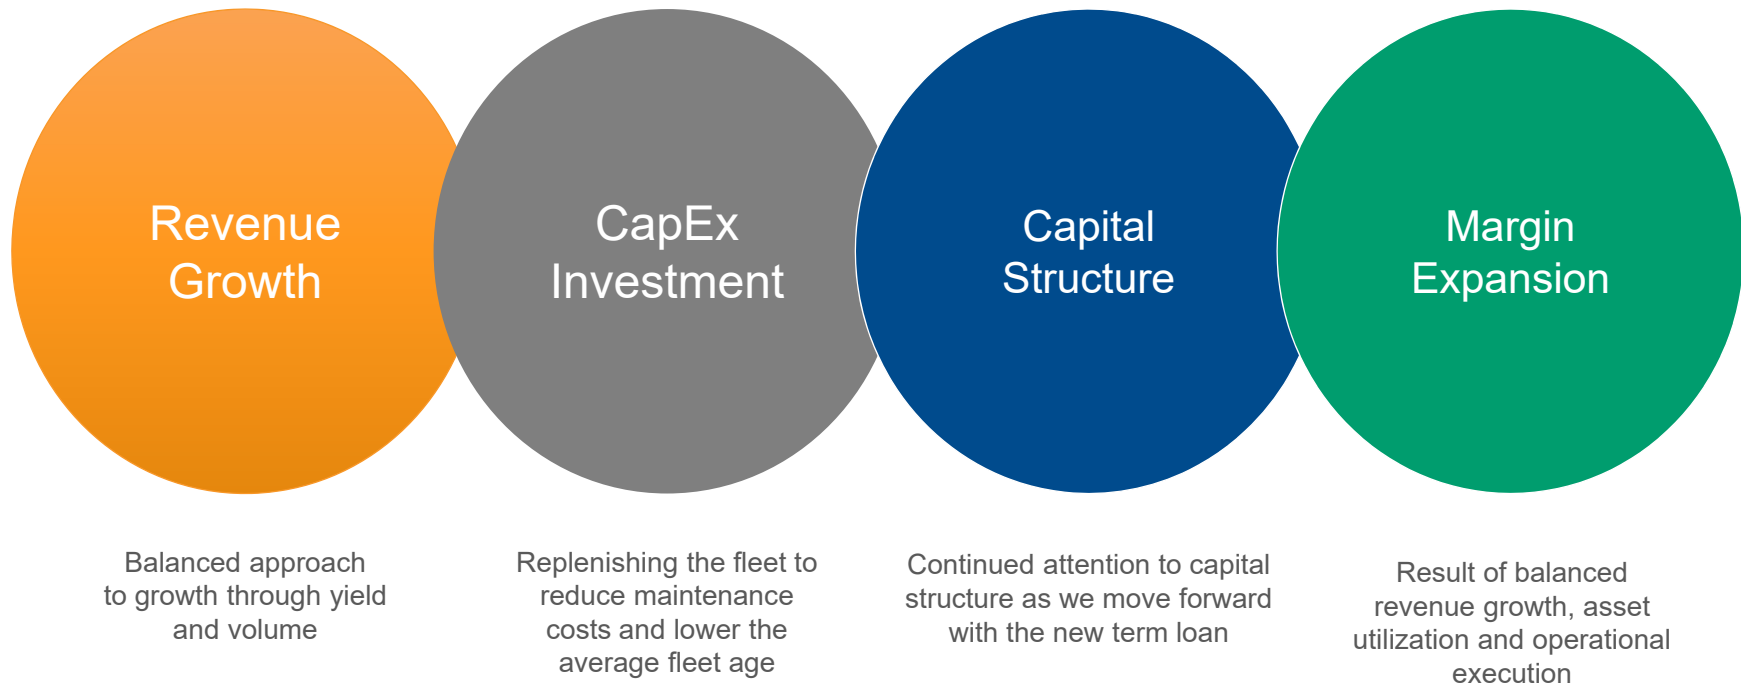 Revenue
Growth
CapEx
Investment
Capital
Structure
Margin
Expansion
Balanced approach
to growth through yield
and volume
Replenishing the fleet to
reduce maintenance
costs and lower the
average fleet age
Continued attention to capital
structure as we move forward
with the new term loan
Result of balanced
revenue growth, asset
utilization and operational
execution